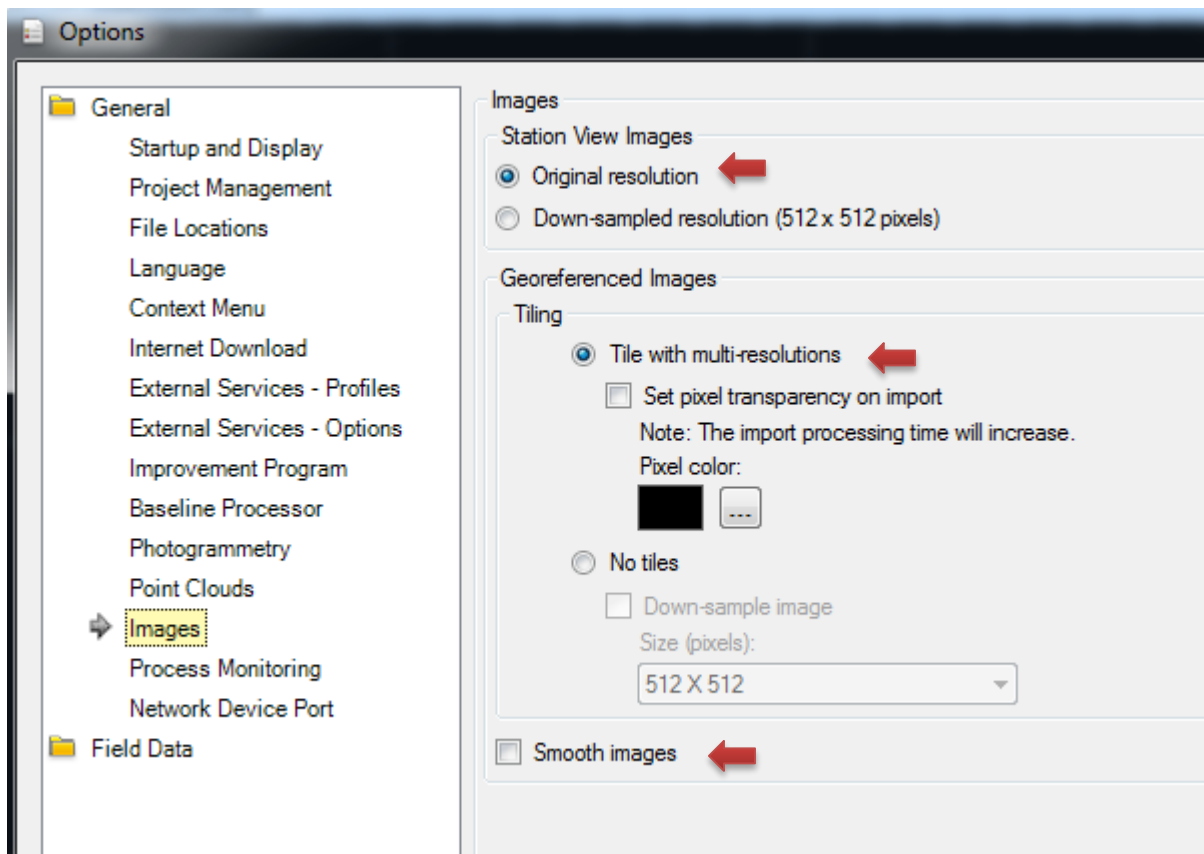 Options
General
Startup and Display
Project Management
File Locations
Language
Context Menu
Internet Download
External Services - Profiles
External Services - Options
Improvement Program
Baseline Processor
Photogrammetry
Point Clouds
Images
Process Monitoring
Network Device Port
Field Data
Images
Station View Images
Original resolution
Down-sampled resolution (512 x 512 pixels)
Georeferenced Images
Tiling
Tile with multi-resolutions
Set pixel transparency on import
Note: The import processing time will increase.
Pixel color:
...
No tiles
Down-sample image
Size (pixels):
512 X 512
Smooth images